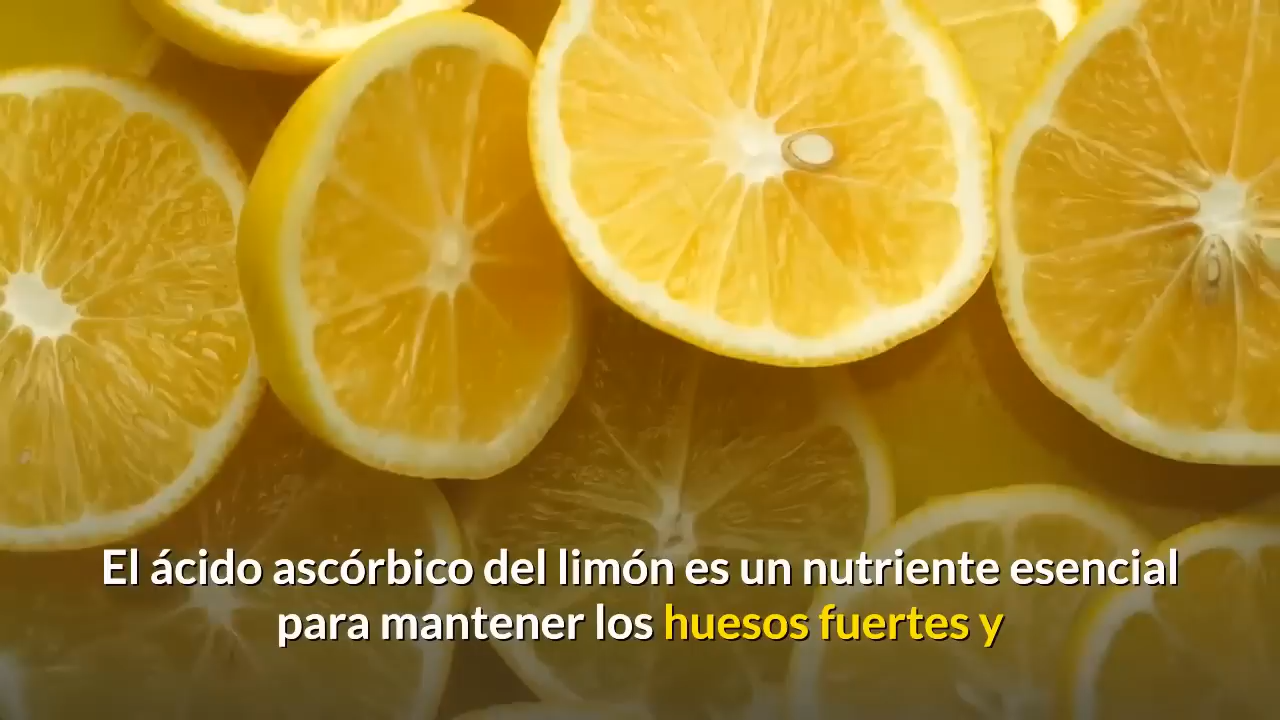 El ácido ascórbico del limón es un nutriente esencial
para mantener los huesos fuertes y